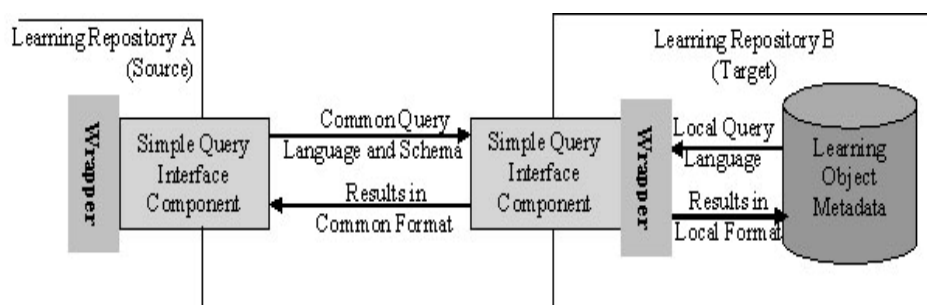 Learning Repository A
(Source)
Wrapper
Simple Query
Interface
Component
Common Query
Language and Schema
Results in
Common Format
Learning Repository B
(Target)
Simple Query
Interface
Component
Wrapper
Local Query
Language
Results in
Local Format
Learning
Object
Metadata